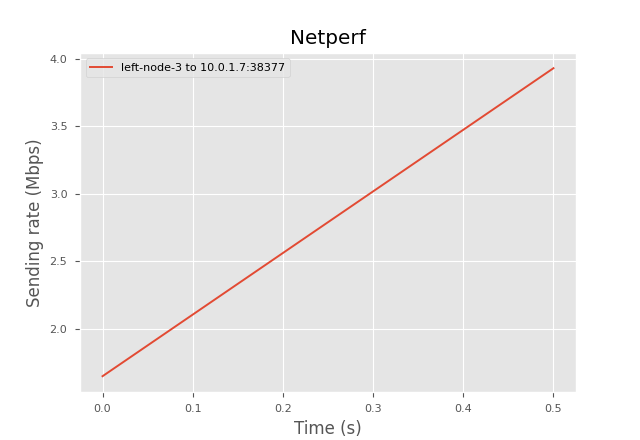 Netperf
left-node-3 to 10.0.1.7:38377
Sending rate (Mbps)
4.0
3.5
3.0
2.5
2.0
0.0 0.1 0.2 0.3 0.4 0.5
Time (s)